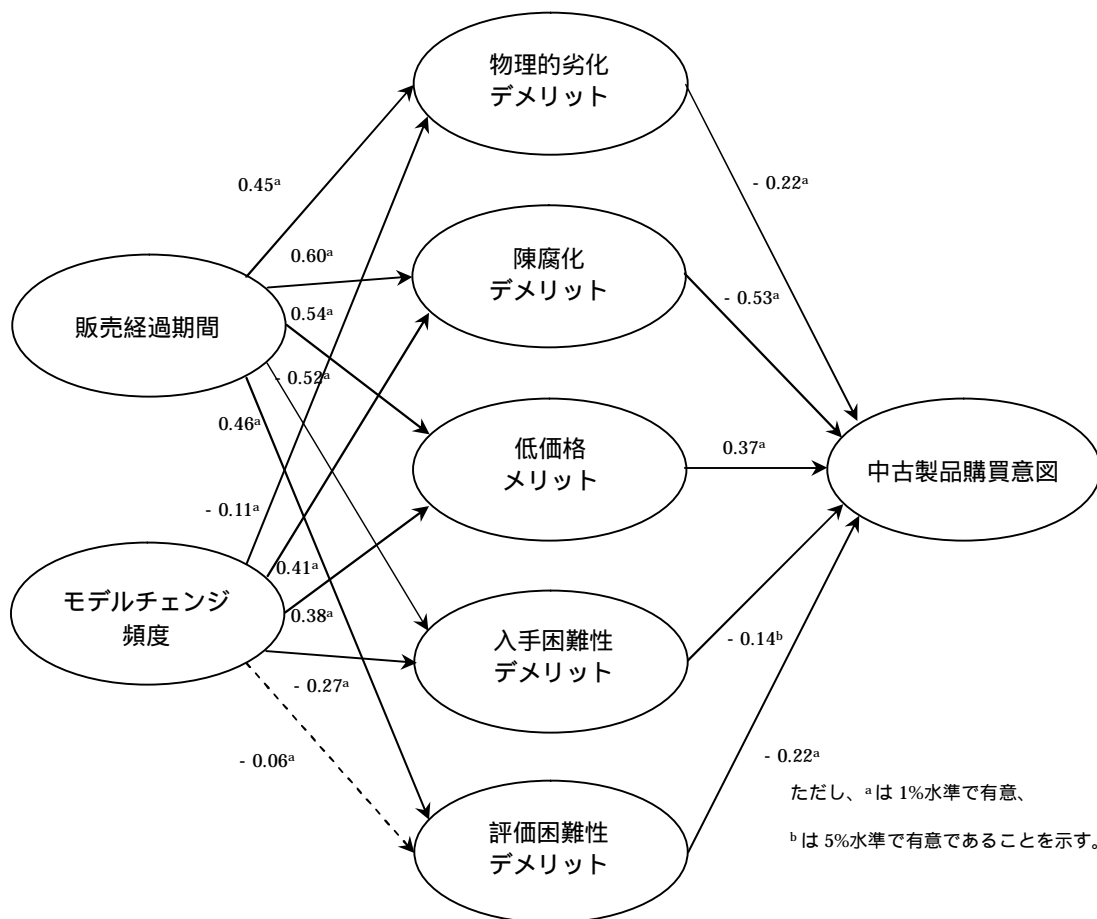 物理的劣化
デメリット
0.45ᵃ
- 0.22ᵃ
0.60ᵃ
陳腐化
デメリット
- 0.53ᵃ
販売経過期間
0.54ᵃ
- 0.52ᵃ
0.46ᵃ
低価格
メリット
0.37ᵃ
中古製品購買意図
- 0.11ᵃ
0.41ᵃ
モデルチェンジ
頻度
0.38ᵃ
入手困難性
デメリット
- 0.14ᵇ
- 0.27ᵃ
- 0.06ᵃ
- 0.22ᵃ
評価困難性
デメリット
ただし、ᵃ は 1%水準で有意、
ᵇ は 5%水準で有意であることを示す。